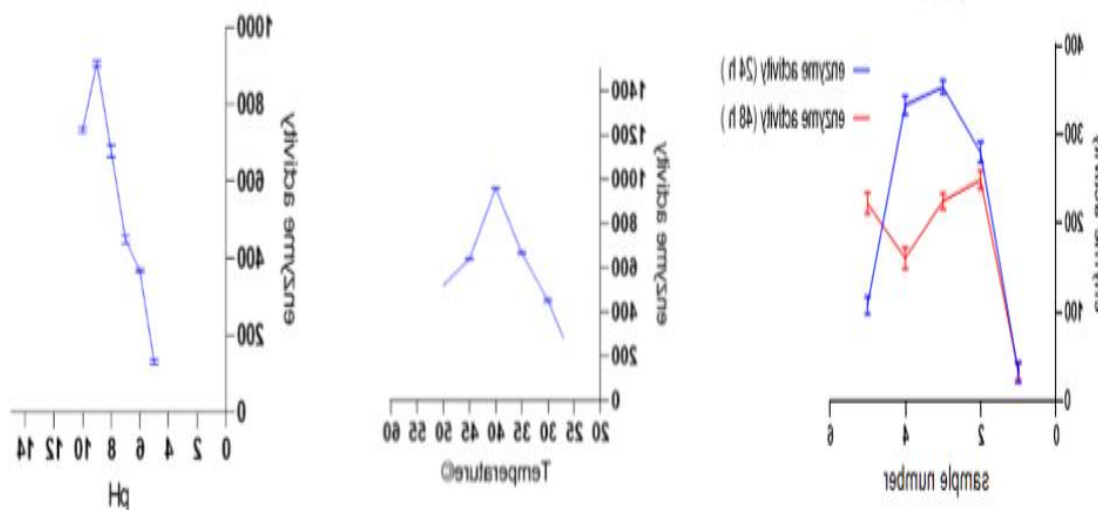 400
300
200
100
0
enzyme activity (24 h )
enzyme activity (48 h )
0 2 4 6
sample number
1400
1200
1000
800
600
400
200
0
enzyme activity
20 25 30 35 40 45 50 55 60
Temperature©
1000
800
600
400
200
0
enzyme activity
0 2 4 6 8 10 12 14
pH